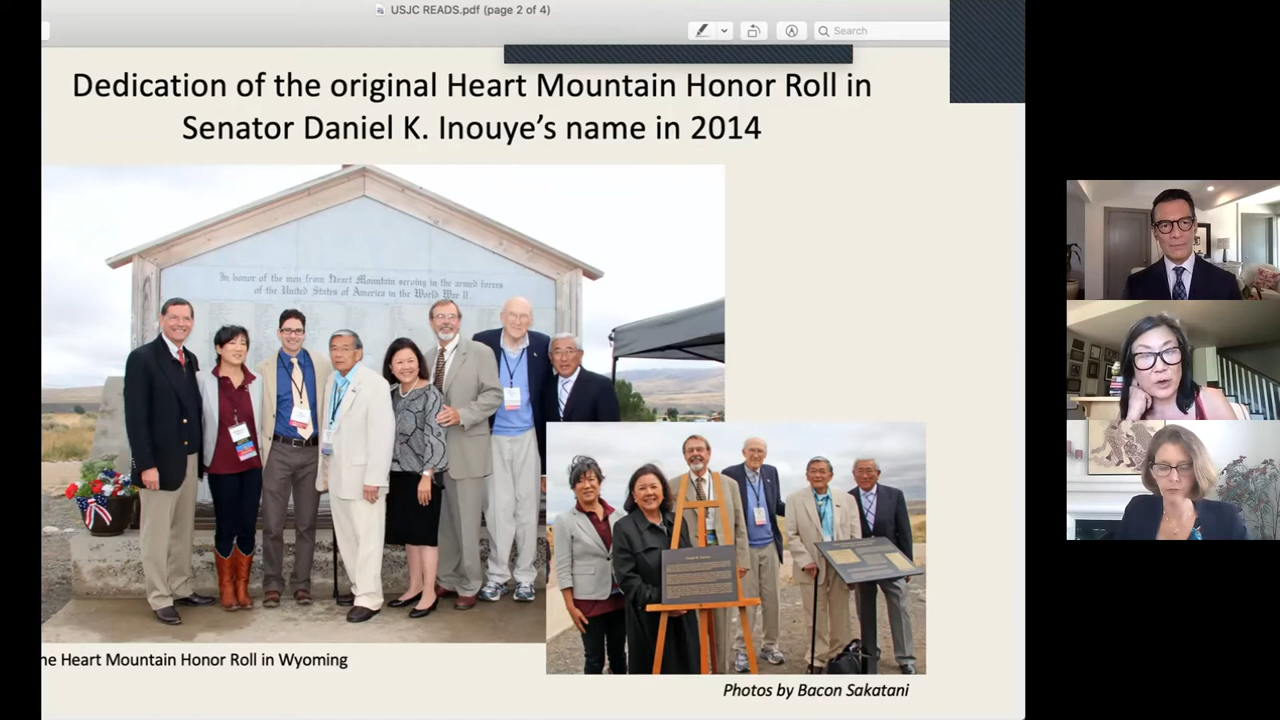 USJC READS.pdf (page 2 of 4)
Search
Dedication of the original Heart Mountain Honor Roll in
Senator Daniel K. Inouye's name in 2014
In honor of the men from Heart Mountain serving in the armed forces
of the United States of America in the World War II.
he Heart Mountain Honor Roll in Wyoming
Photos by Bacon Sakatani